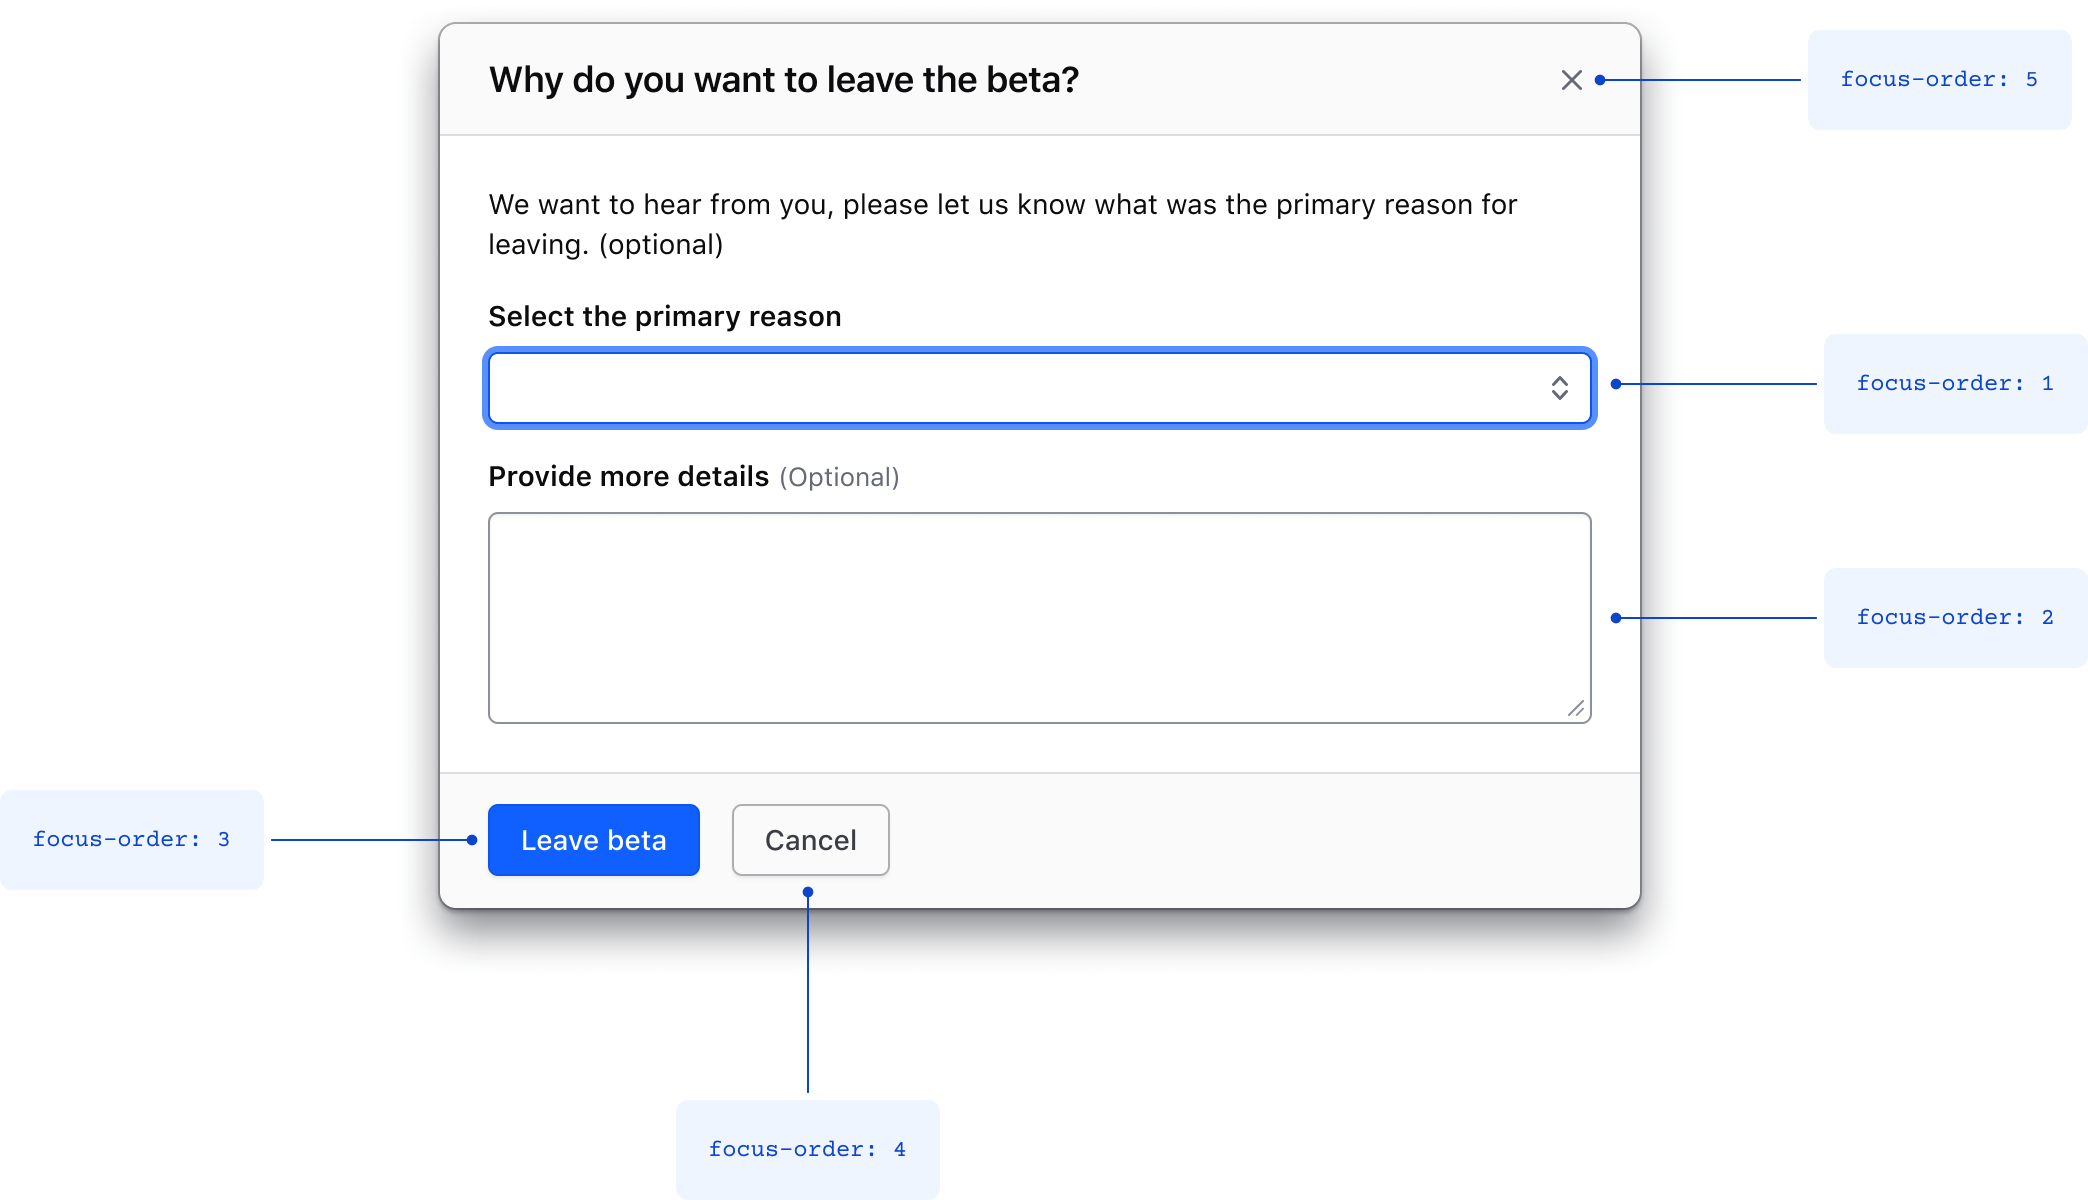 Why do you want to leave the beta?
focus-order: 5
We want to hear from you, please let us know what was the primary reason for
leaving. (optional)
Select the primary reason
focus-order: 1
Provide more details (Optional)
focus-order: 2
focus-order: 3
Leave beta
Cancel
focus-order: 4